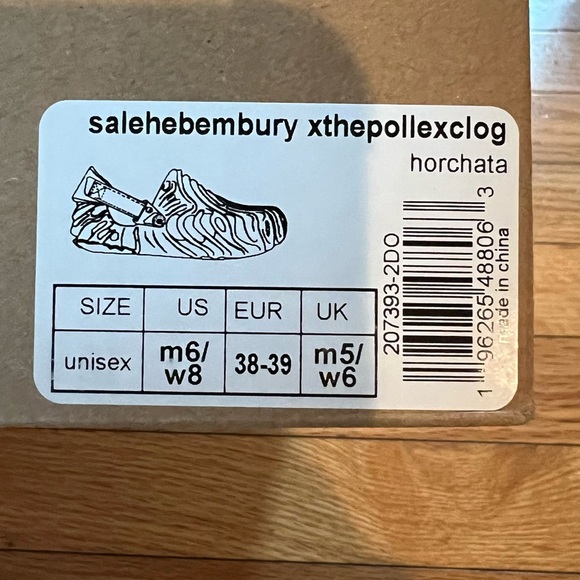 salehebembury xthepollexclog
horchata
SIZE US EUR UK
unisex m6/w8 38-39 m5/w6
207393-2DO
1 96265 48806 3
made in china